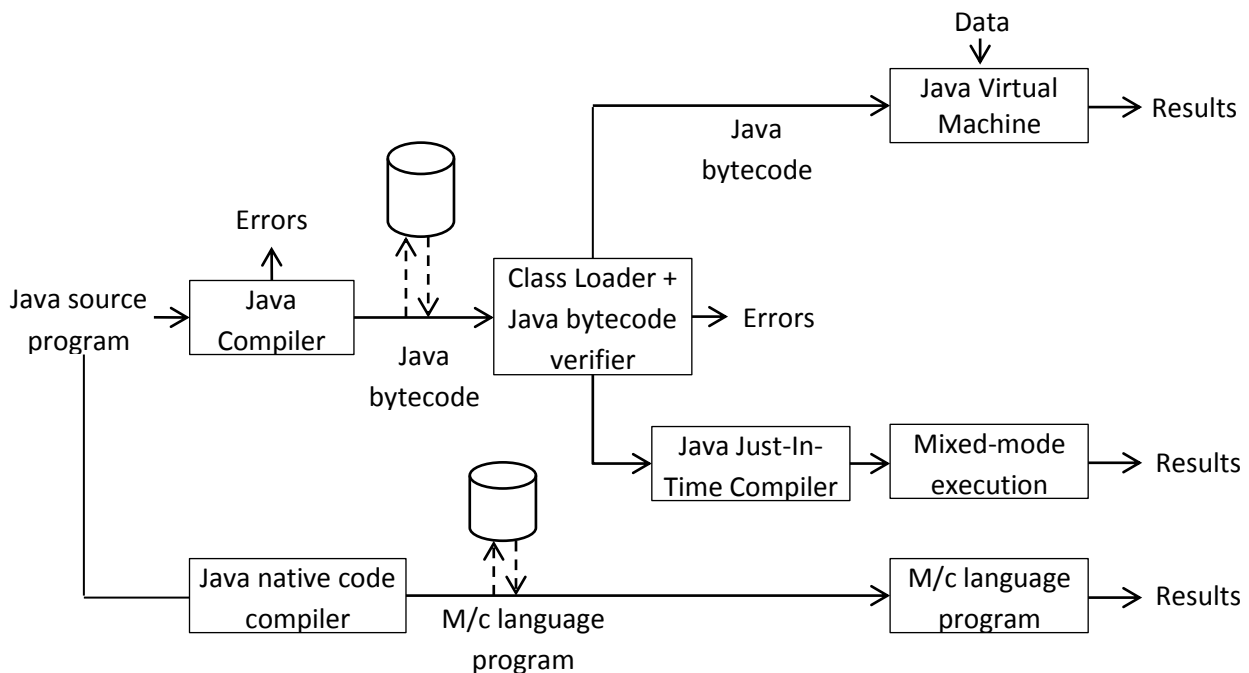 Data
Java Virtual
Machine
Results
Java
bytecode
Errors
Java source
program
Java
Compiler
Java
bytecode
Class Loader +
Java bytecode
verifier
Errors
Java Just-In-
Time Compiler
Mixed-mode
execution
Results
Java native code
compiler
M/c language
program
M/c language
program
Results